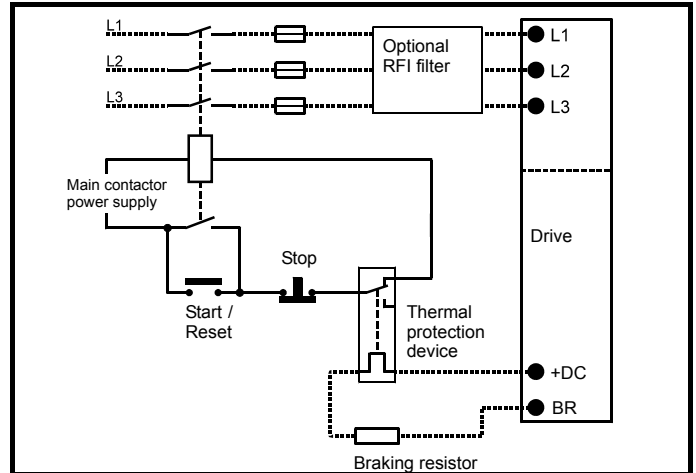 L1
L2
L3
Optional
RFI filter
L1
L2
L3
Main contactor
power supply
Drive
Stop
Start /
Reset
Thermal
protection
device
+DC
BR
Braking resistor